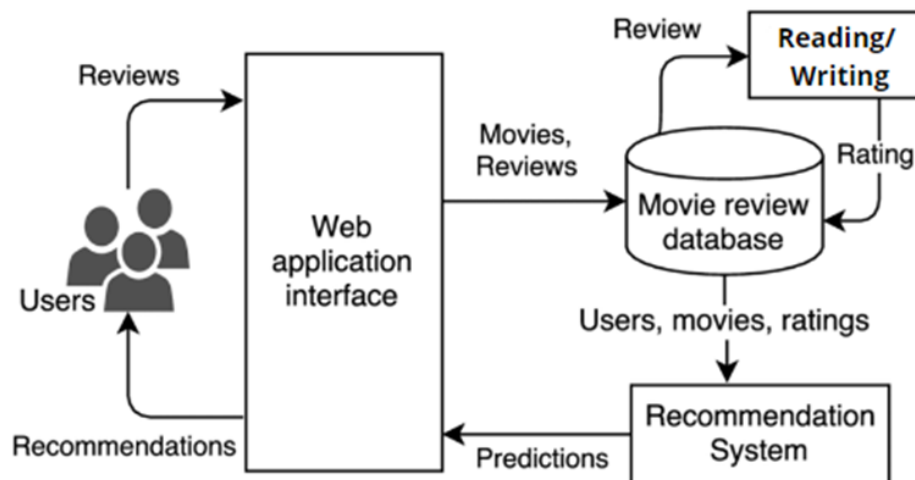 Review
Reading/
Writing
Reviews
Movies,
Reviews
Rating
Movie review
database
Web
application
interface
Users
Users, movies, ratings
Recommendations
Predictions
Recommendation
System